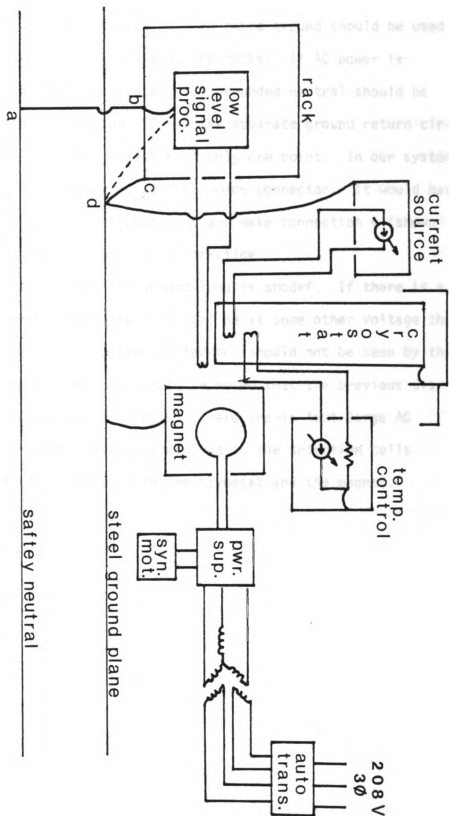 rack
low
level
signal
proc.
current
source
cryostat
magnet
temp.
control
pwr.
sup.
syn.
mot.
auto
trans.
208 V
3Ø
a
b
c
d
steel ground plane
saftey neutral